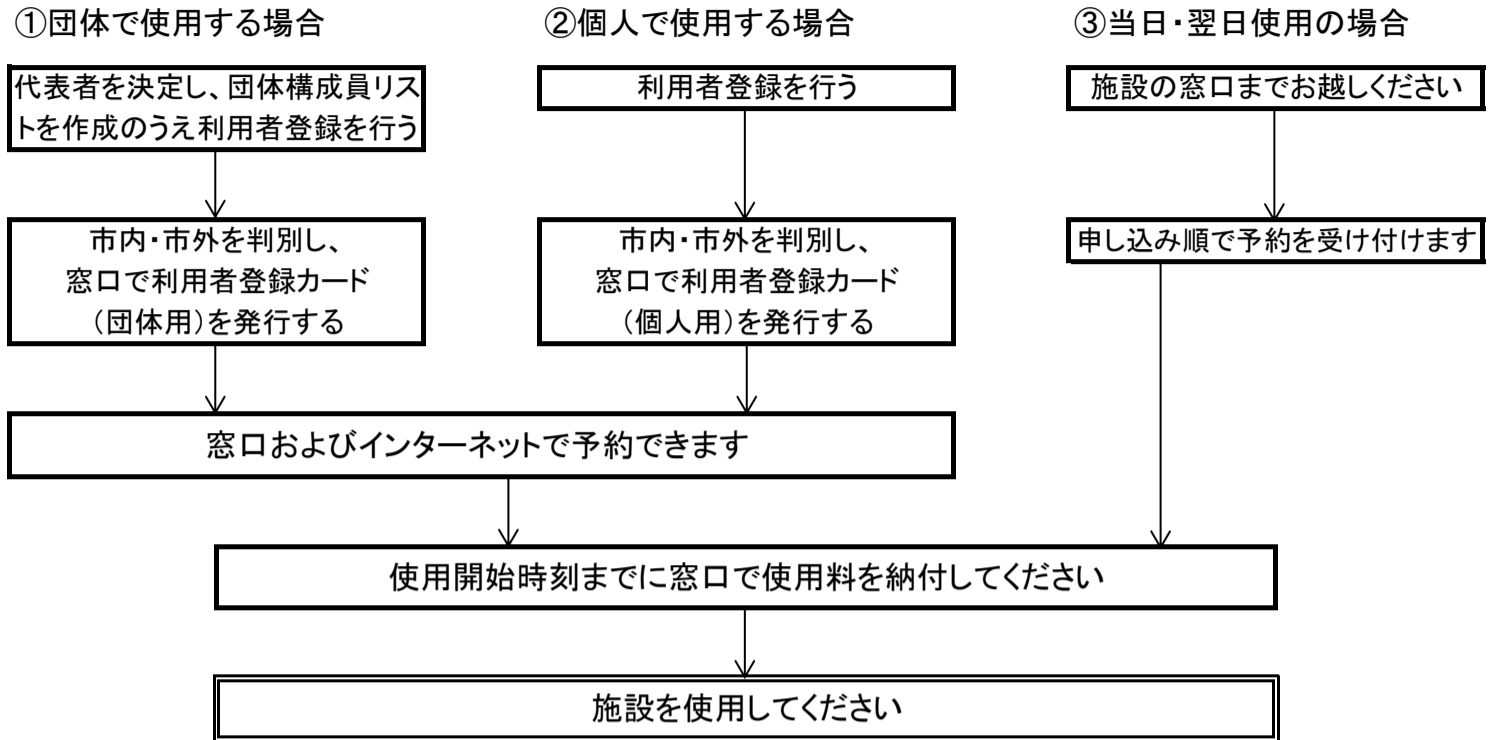 ①団体で使用する場合
②個人で使用する場合
③当日・翌日使用の場合
代表者を決定し、団体構成員リス
トを作成のうえ利用者登録を行う
利用者登録を行う
施設の窓口までお越しください
市内・市外を判別し、
窓口で利用者登録カード
（団体用）を発行する
市内・市外を判別し、
窓口で利用者登録カード
（個人用）を発行する
申し込み順で予約を受け付けます
窓口およびインターネットで予約できます
使用開始時刻までに窓口で使用料を納付してください
施設を使用してください